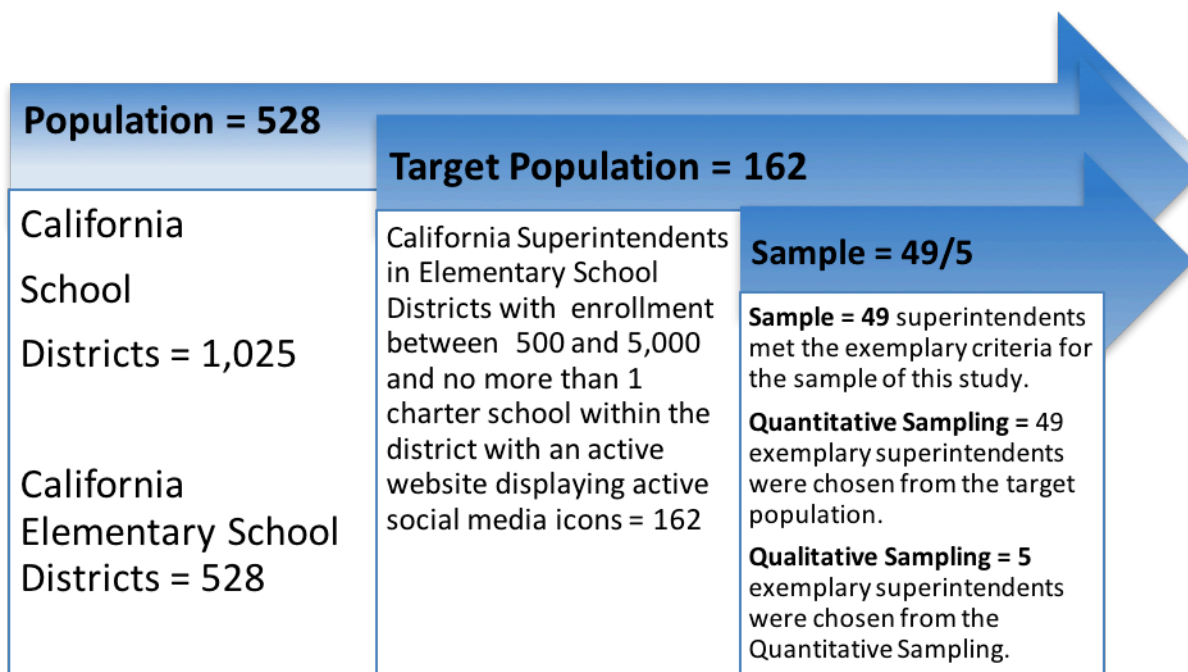 Population = 528
California
School
Districts = 1,025
California
Elementary School
Districts = 528
Target Population = 162
California Superintendents
in Elementary School
Districts with enrollment
between 500 and 5,000
and no more than 1
charter school within the
district with an active
website displaying active
social media icons = 162
Sample = 49/5
Sample = 49 superintendents
met the exemplary criteria for
the sample of this study.
Quantitative Sampling = 49
exemplary superintendents
were chosen from the target
population.
Qualitative Sampling = 5
exemplary superintendents
were chosen from the
Quantitative Sampling.